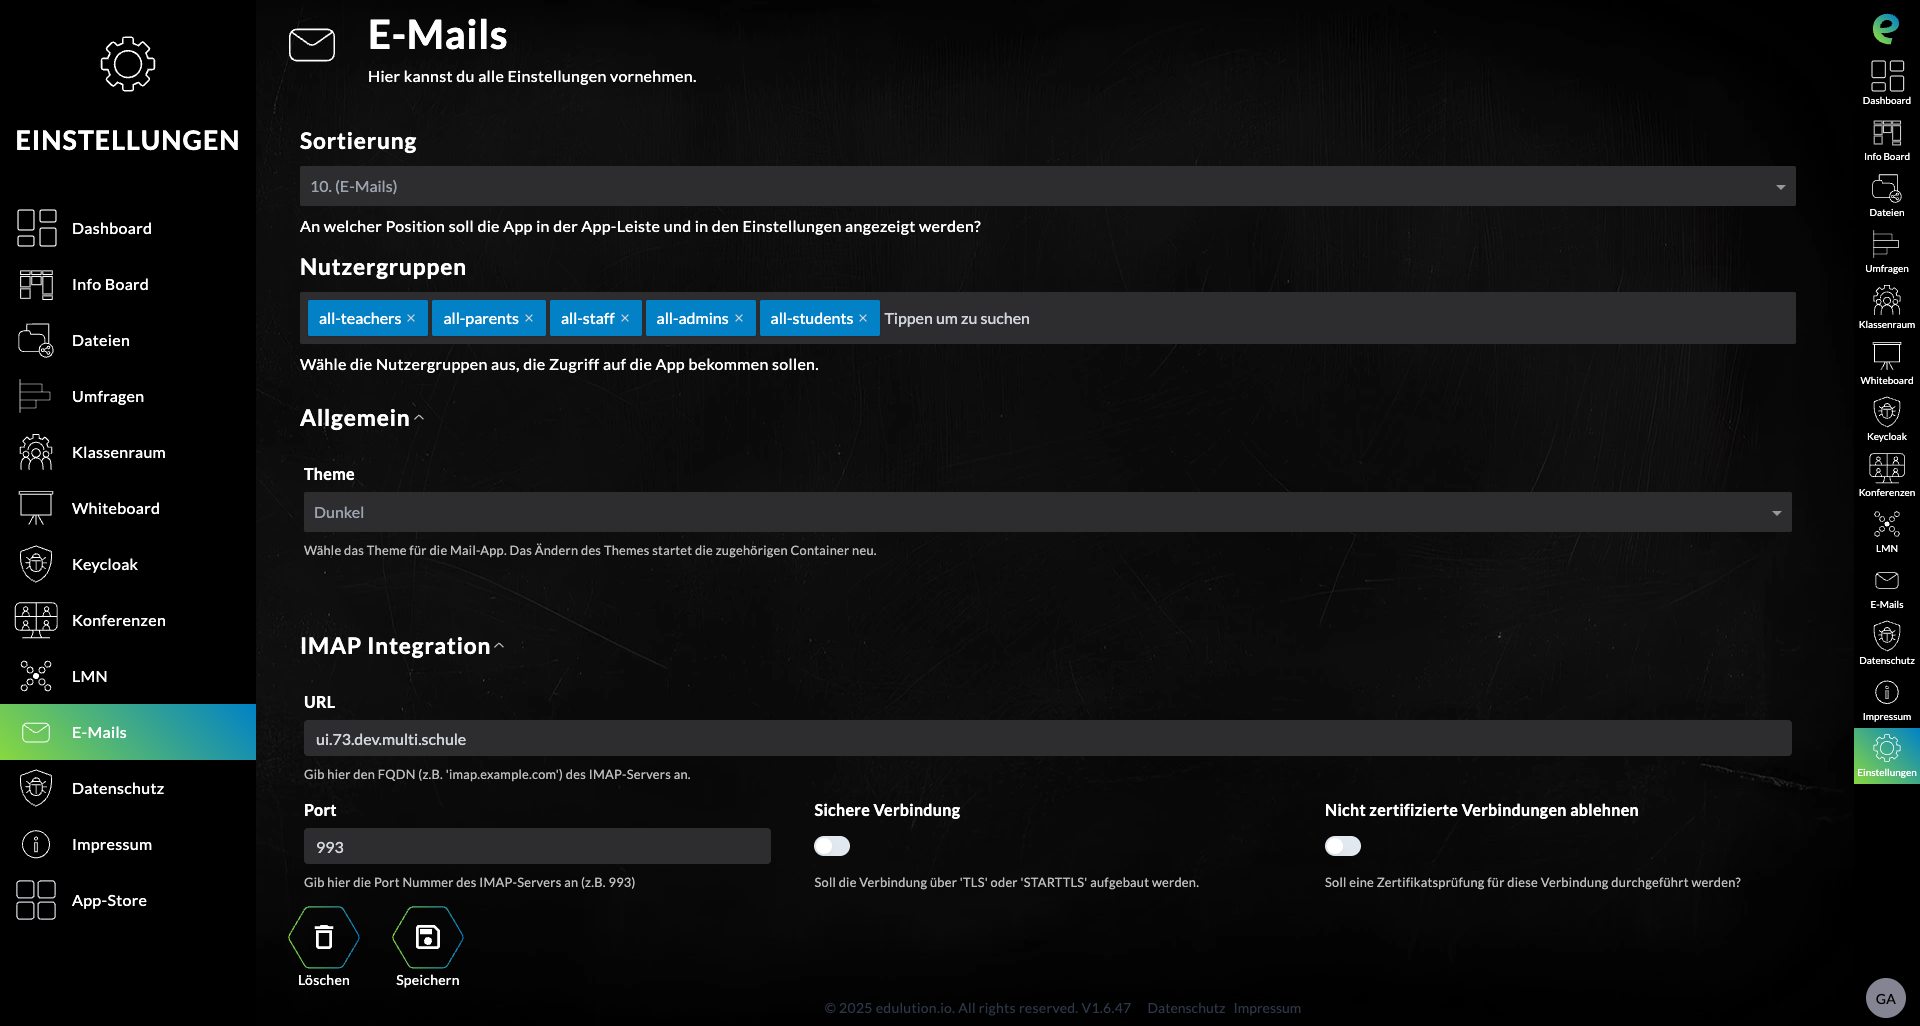 EINSTELLUNGEN
Dashboard
Info Board
Dateien
Umfragen
Klassenraum
Whiteboard
Keycloak
Konferenzen
LMN
E-Mails
Datenschutz
Impressum
App-Store
E-Mails
Hier kannst du alle Einstellungen vornehmen.
Sortierung
10. (E-Mails)
An welcher Position soll die App in der App-Leiste und in den Einstellungen angezeigt werden?
Nutzergruppen
all-teachers × all-parents × all-staff × all-admins × all-students × Tippen um zu suchen
Wähle die Nutzergruppen aus, die Zugriff auf die App bekommen sollen.
Allgemein
Theme
Dunkel
Wähle das Theme für die Mail-App. Das Ändern des Themes startet die zugehörigen Container neu.
IMAP Integration
URL
ui.73.dev.multi.schule
Gib hier den FQDN (z.B. 'imap.example.com') des IMAP-Servers an.
Port
993
Gib hier die Port Nummer des IMAP-Servers an (z.B. 993)
Sichere Verbindung
Soll die Verbindung über 'TLS' oder 'STARTTLS' aufgebaut werden.
Nicht zertifizierte Verbindungen ablehnen
Soll eine Zertifikatsprüfung für diese Verbindung durchgeführt werden?
Löschen
Speichern
© 2025 edulution.io. All rights reserved. V1.6.47 Datenschutz Impressum
e
Dashboard
Info Board
Dateien
Umfragen
Klassenraum
Whiteboard
Keycloak
Konferenzen
LMN
E-Mails
Datenschutz
Impressum
Einstellungen
GA